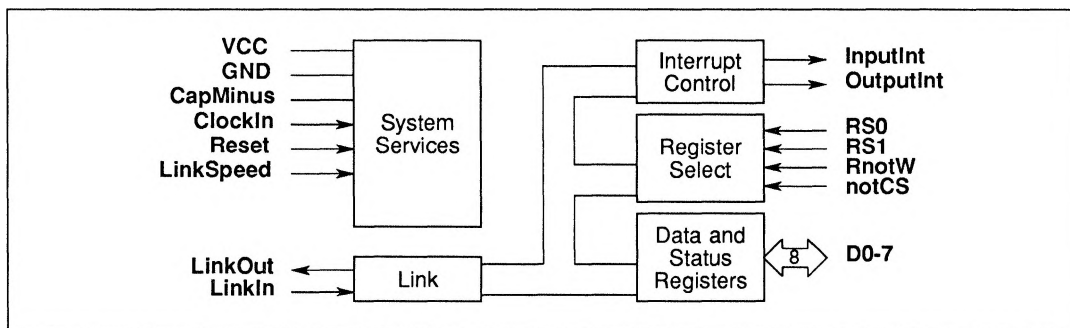 VCC
GND
CapMinus
ClockIn
Reset
LinkSpeed
System
Services
LinkOut
LinkIn
Link
Interrupt
Control
InputInt
OutputInt
Register
Select
RS0
RS1
RnotW
notCS
Data and
Status
Registers
8
D0-7